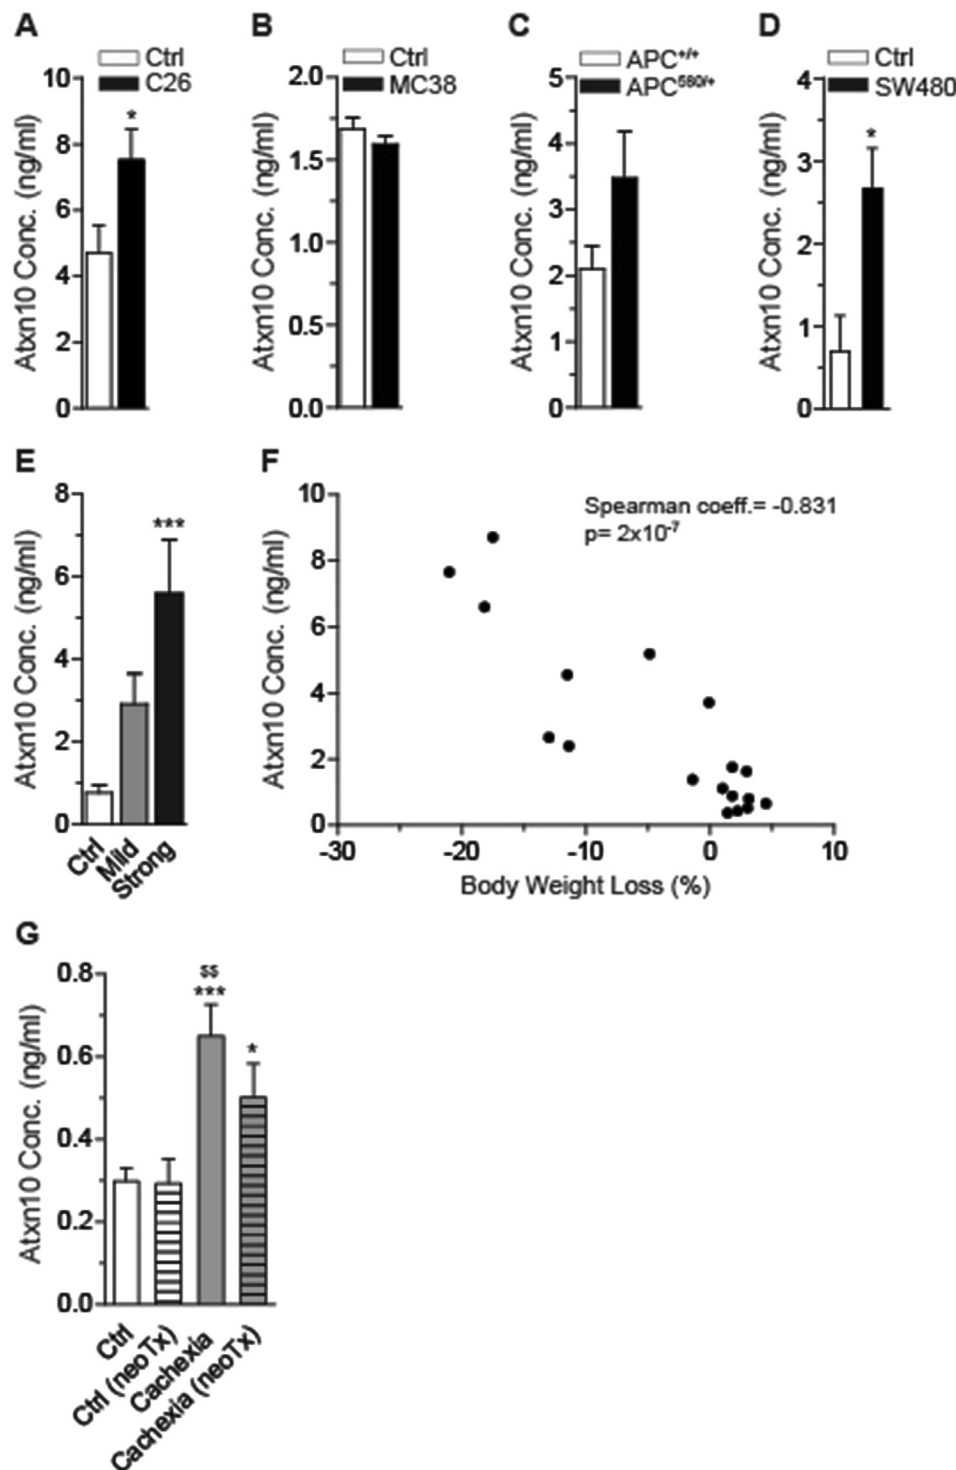 A
Ctrl
C26
Atxn10 Conc. (ng/ml)
10
8
6
4
2
0
*
B
Ctrl
MC38
Atxn10 Conc. (ng/ml)
2.0
1.5
1.0
0.5
0.0
C
APC+/+
APC580/+
Atxn10 Conc. (ng/ml)
5
4
3
2
1
0
D
Ctrl
SW480
Atxn10 Conc. (ng/ml)
4
3
2
1
0
*
E
Atxn10 Conc. (ng/ml)
8
6
4
2
0
***
Ctrl
Mild
Strong
F
Atxn10 Conc. (ng/ml)
10
8
6
4
2
0
Spearman coeff.= -0.831
p= 2x10-7
-30 -20 -10 0 10
Body Weight Loss (%)
G
Atxn10 Conc. (ng/ml)
0.8
0.6
0.4
0.2
0.0
$$
***
*
Ctrl
Ctrl (neoTx)
Cachexia
Cachexia (neoTx)